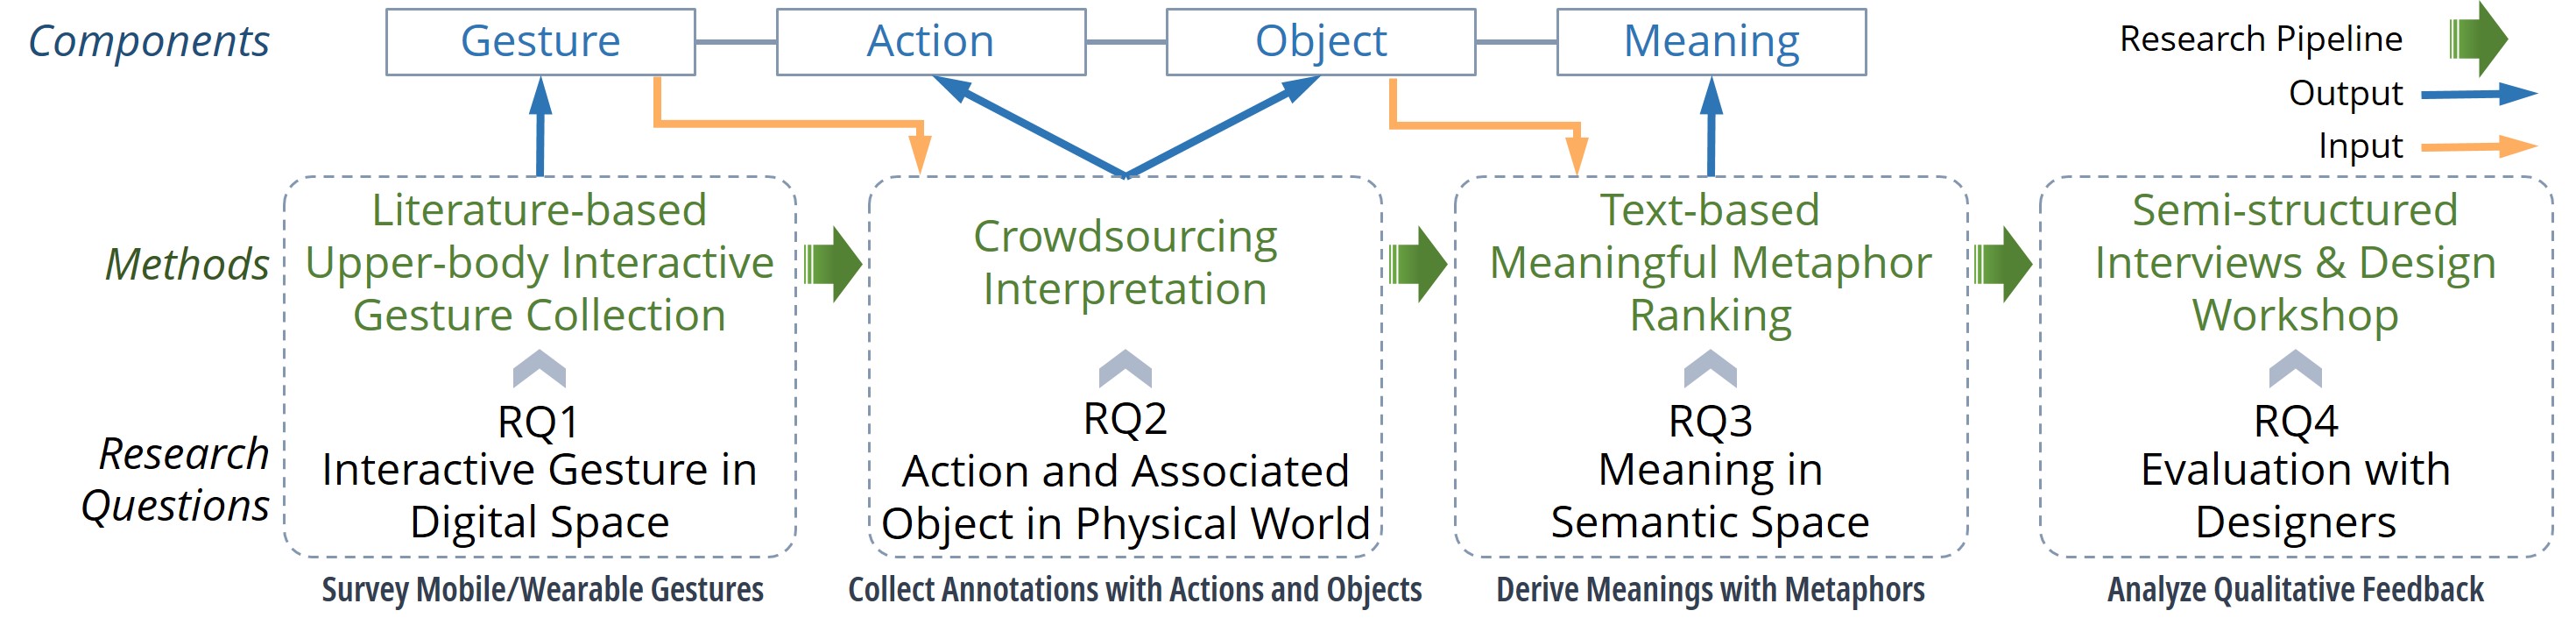 Components
Gesture
Action
Object
Meaning
Research Pipeline
Output
Input
Methods
Literature-based
Upper-body Interactive
Gesture Collection
Crowdsourcing
Interpretation
Text-based
Meaningful Metaphor
Ranking
Semi-structured
Interviews & Design
Workshop
Research
Questions
RQ1
Interactive Gesture in
Digital Space
RQ2
Action and Associated
Object in Physical World
RQ3
Meaning in
Semantic Space
RQ4
Evaluation with
Designers
Survey Mobile/Wearable Gestures
Collect Annotations with Actions and Objects
Derive Meanings with Metaphors
Analyze Qualitative Feedback